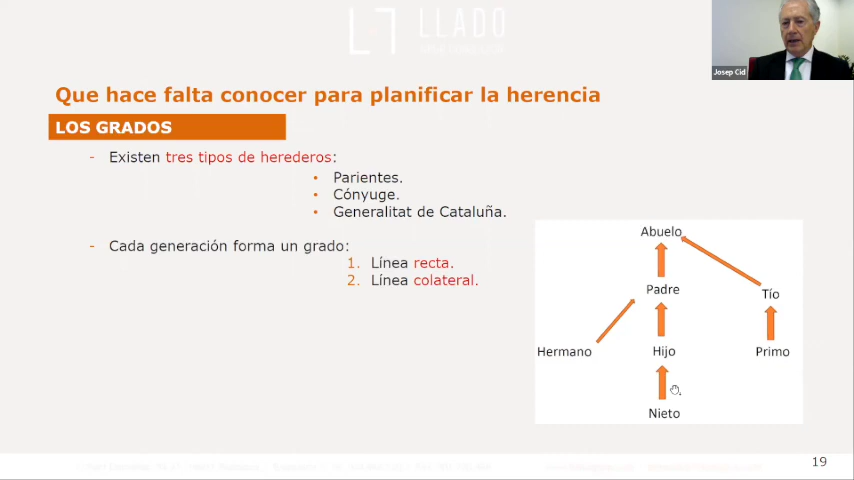 LLADO
Josep Cid
Que hace falta conocer para planificar la herencia
LOS GRADOS
- Existen tres tipos de herederos:
• Parientes.
• Cónyuge.
• Generalitat de Cataluña.
- Cada generación forma un grado:
1. Línea recta.
2. Línea colateral.
Abuelo
Padre
Tío
Hermano
Hijo
Primo
Nieto
19